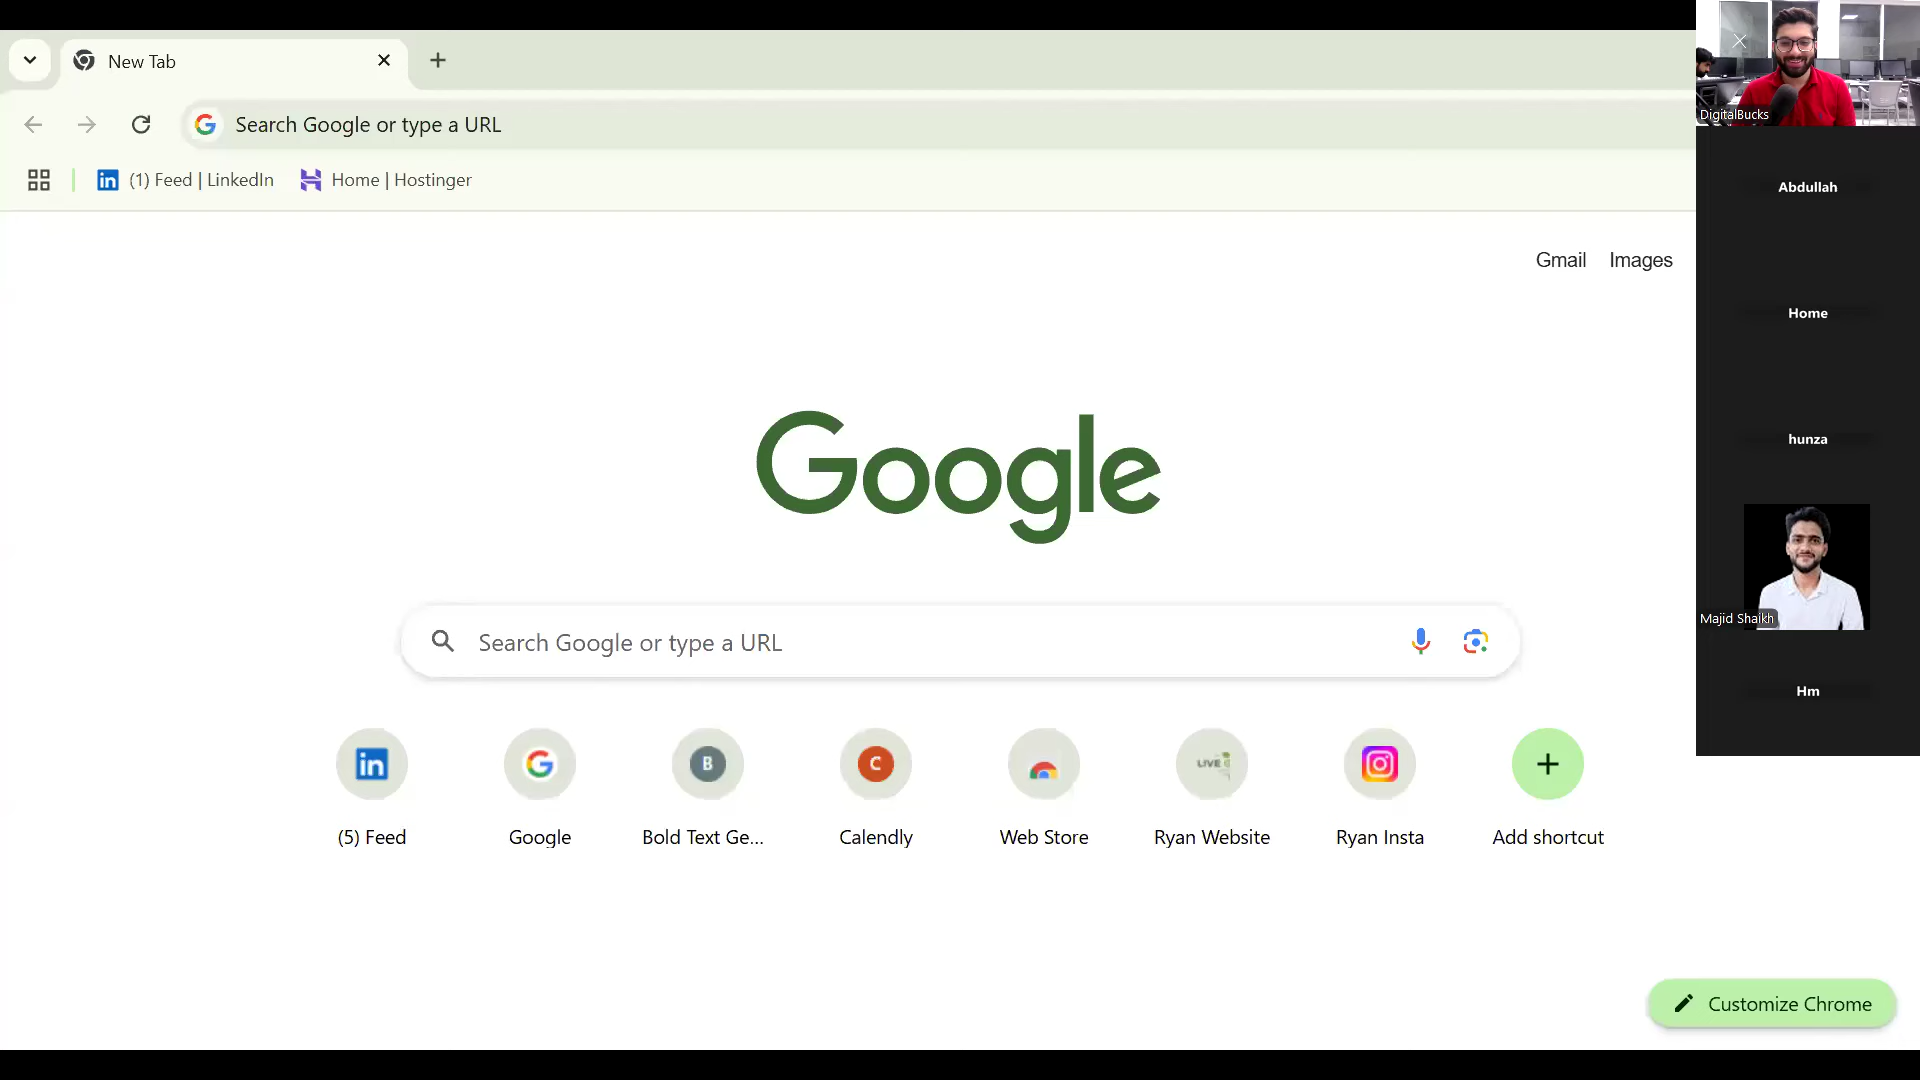 New Tab
Search Google or type a URL
(1) Feed | LinkedIn
Home | Hostinger
Gmail
Images
Google
Search Google or type a URL
B
C
LIVE
(5) Feed
Google
Bold Text Ge...
Calendly
Web Store
Ryan Website
Ryan Insta
Add shortcut
Customize Chrome
DigitalBucks
Abdullah
Home
hunza
Majid Shaikh
Hm